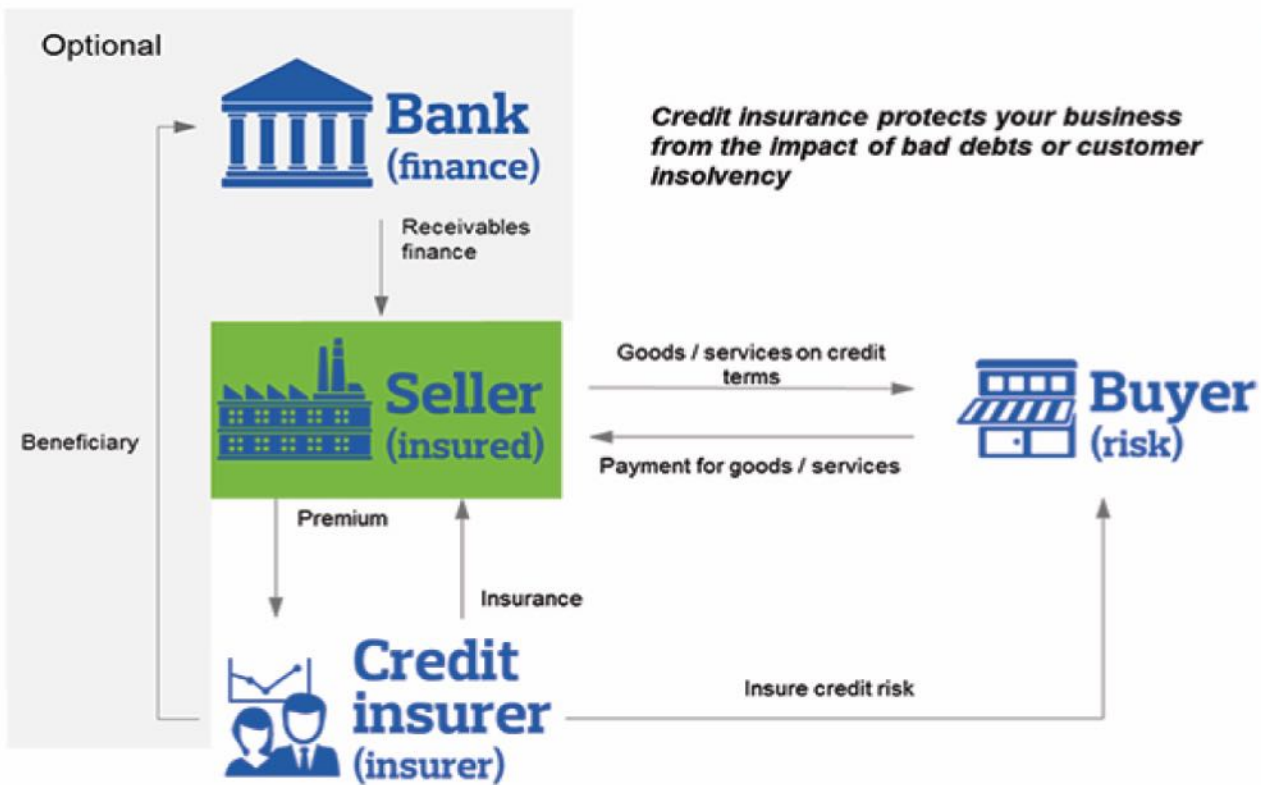 Optional
Bank
(finance)
Credit insurance protects your business
from the impact of bad debts or customer
insolvency
Receivables
finance
Seller
(insured)
Goods / services on credit
terms
Buyer
(risk)
Payment for goods / services
Beneficiary
Premium
Insurance
Credit
insurer
(insurer)
Insure credit risk